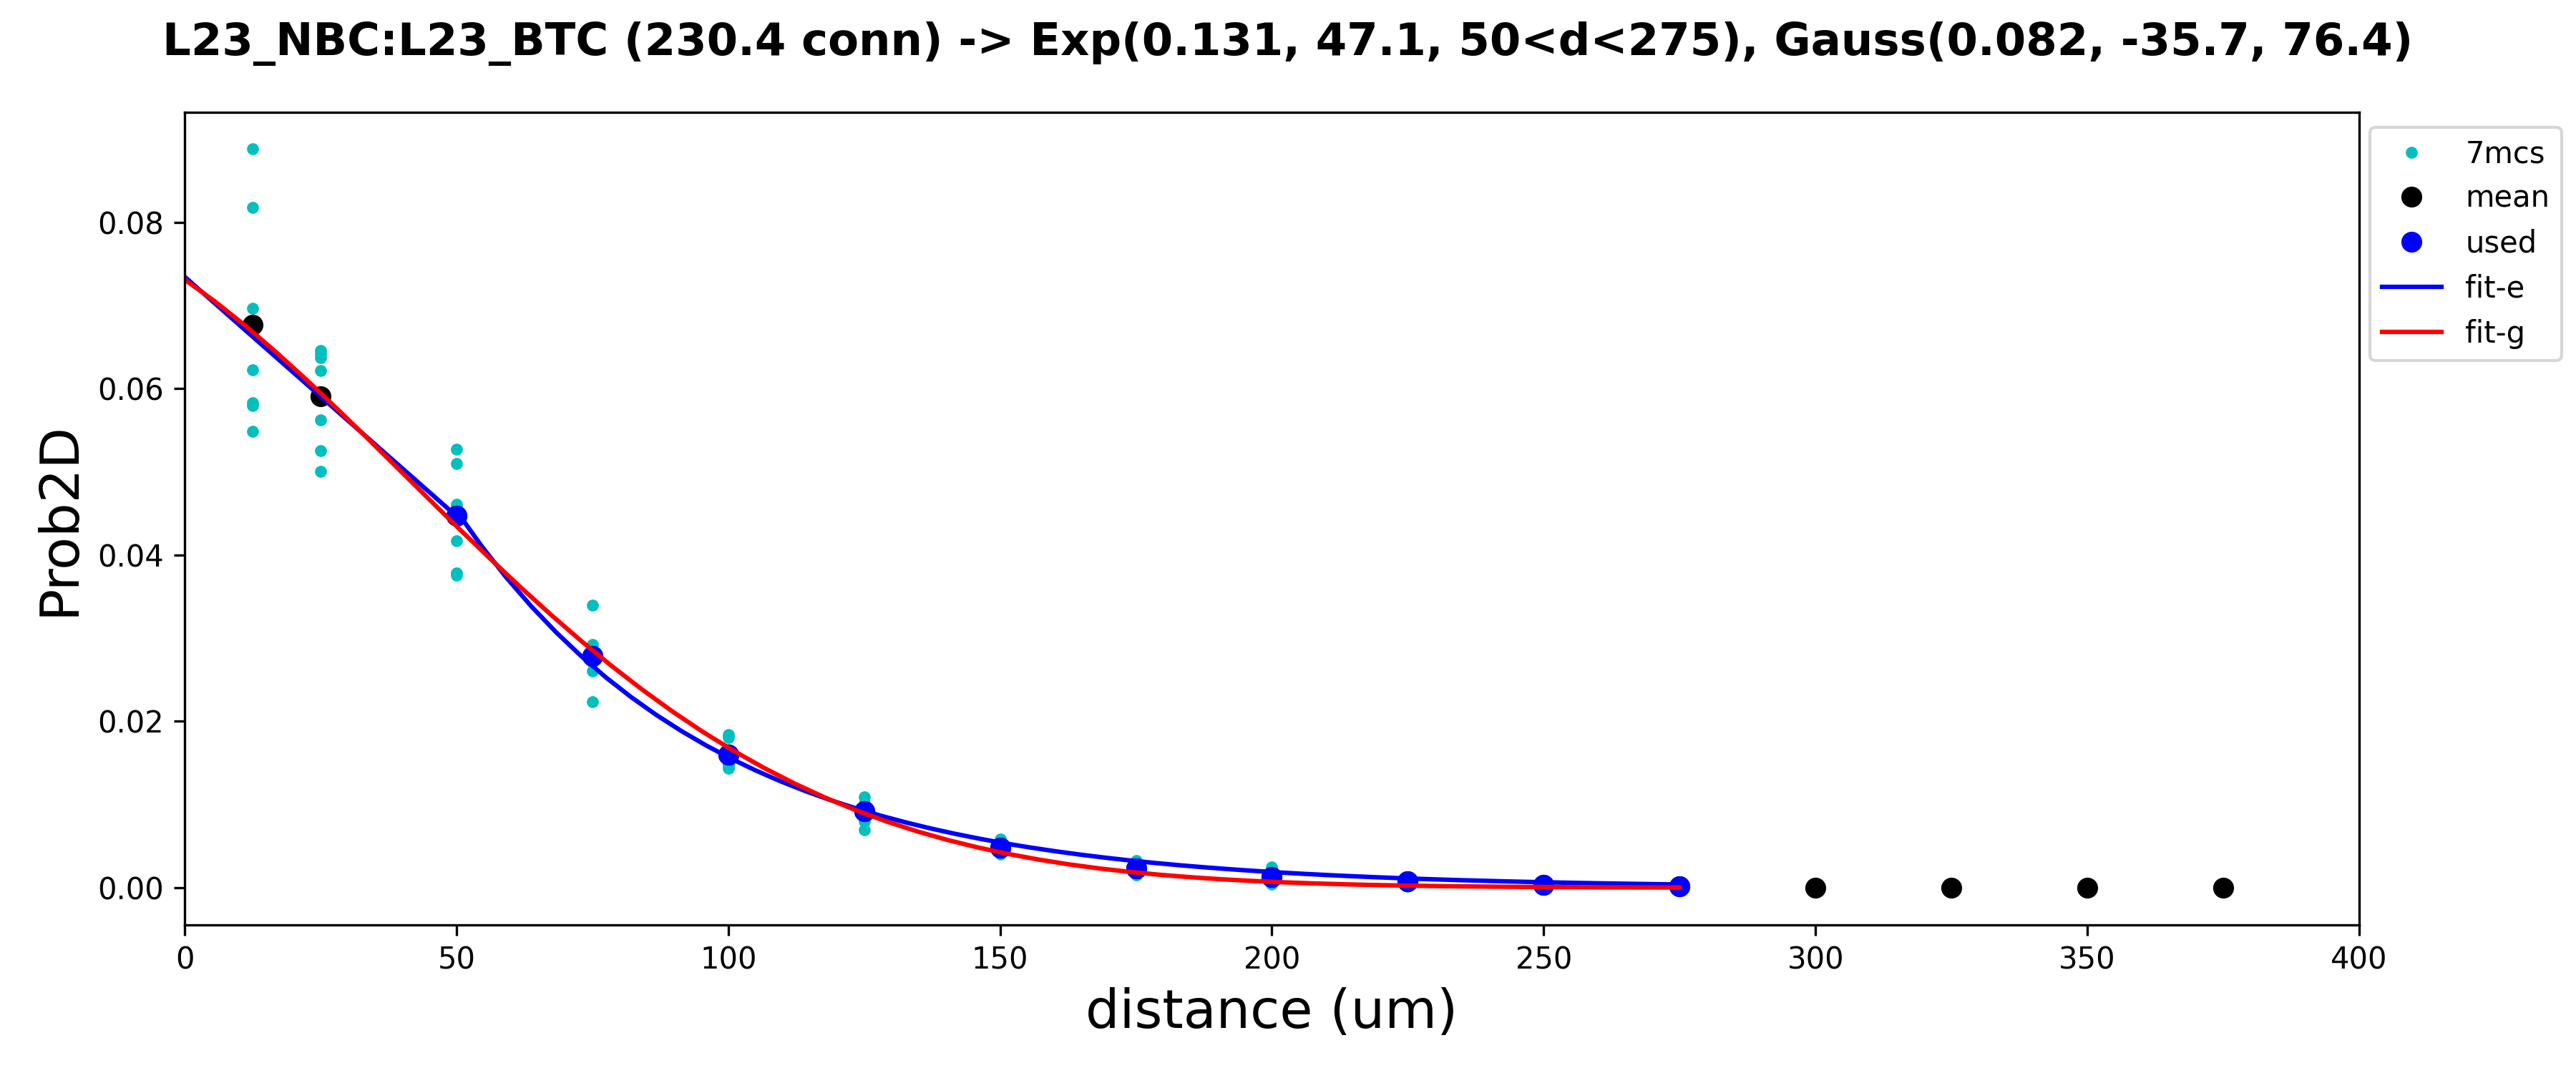 L23_NBC:L23_BTC (230.4 conn) -> Exp(0.131, 47.1, 50<d<275), Gauss(0.082, -35.7, 76.4)
7mcs
mean
used
fit-e
fit-g
Prob2D
0.08
0.06
0.04
0.02
0.00
0 50 100 150 200 250 300 350 400
distance (um)